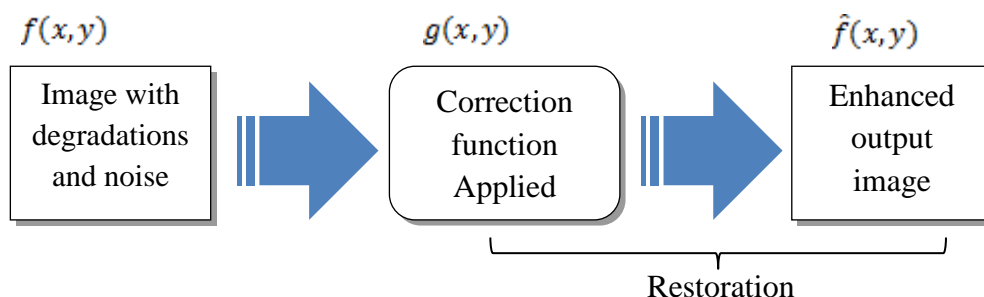 f(x,y)
g(x,y)
f̂(x,y)
Image with
degradations
and noise
Correction
function
Applied
Enhanced
output
image
Restoration